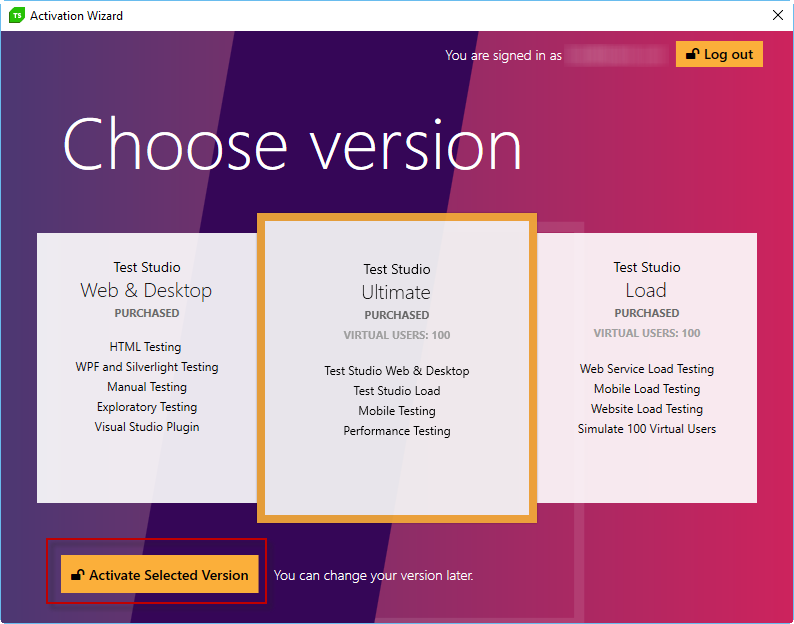 TS Activation Wizard
You are signed in as
Log out
Choose version
Test Studio
Web & Desktop
PURCHASED
HTML Testing
WPF and Silverlight Testing
Manual Testing
Exploratory Testing
Visual Studio Plugin
Test Studio
Ultimate
PURCHASED
VIRTUAL USERS: 100
Test Studio Web & Desktop
Test Studio Load
Mobile Testing
Performance Testing
Test Studio
Load
PURCHASED
VIRTUAL USERS: 100
Web Service Load Testing
Mobile Load Testing
Website Load Testing
Simulate 100 Virtual Users
Activate Selected Version
You can change your version later.